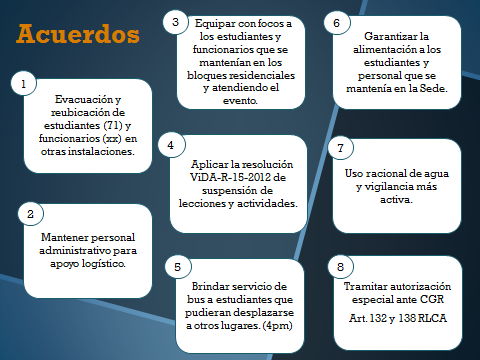 Acuerdos
1
Evacuación y
reubicación de
estudiantes (71) y
funcionarios (xx) en
otras instalaciones.
2
Mantener personal
administrativo para
apoyo logístico.
3
Equipar con focos a
los estudiantes y
funcionarios que se
mantenían en los
bloques residenciales
y atendiendo el
evento.
4
Aplicar la resolución
ViDA-R-15-2012 de
suspensión de
lecciones y actividades.
5
Brindar servicio de
bus a estudiantes que
pudieran desplazarse
a otros lugares. (4pm)
6
Garantizar la
alimentación a los
estudiantes y
personal que se
mantenía en la Sede.
7
Uso racional de agua
y vigilancia más
activa.
8
Tramitar autorización
especial ante CGR
Art. 132 y 138 RLCA